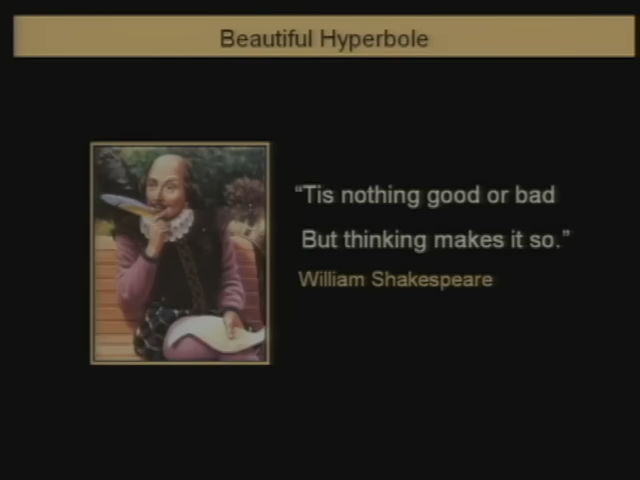 Beautiful Hyperbole
“Tis nothing good or bad
But thinking makes it so.”
William Shakespeare